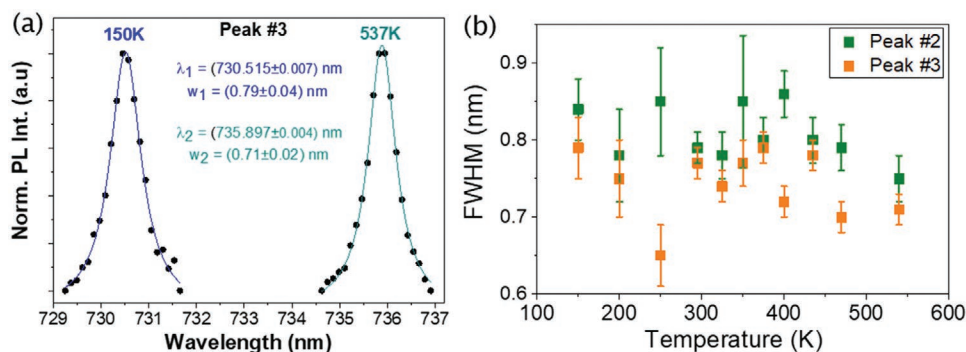 (a)
150K
Peak #3
537K
λ1 = (730.515±0.007) nm
w1 = (0.79±0.04) nm
λ2 = (735.897±0.004) nm
w2 = (0.71±0.02) nm
Norm. PL Int. (a.u)
729 730 731 732 733 734 735 736 737
Wavelength (nm)
(b)
Peak #2
Peak #3
0.9
0.8
0.7
0.6
FWHM (nm)
100 200 300 400 500 600
Temperature (K)